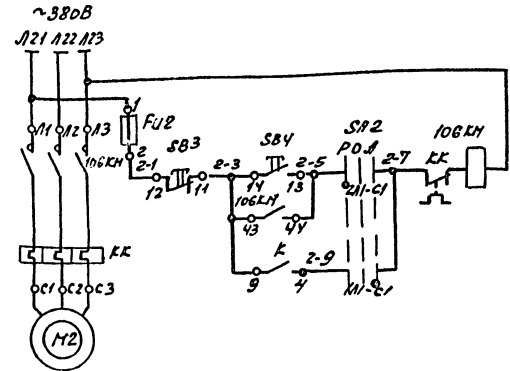 ~380В
Л21 Л22 Л23
1
FU2
2
Л1 Л2 Л3
106КМ
2-1
SB3
12 11
2-3
SB4
14 13
2-5
SA2
Р О А
2-7
КК
106КМ
106КМ
43 44
К
9 4
2-9
КК
С1 С2 С3
М2